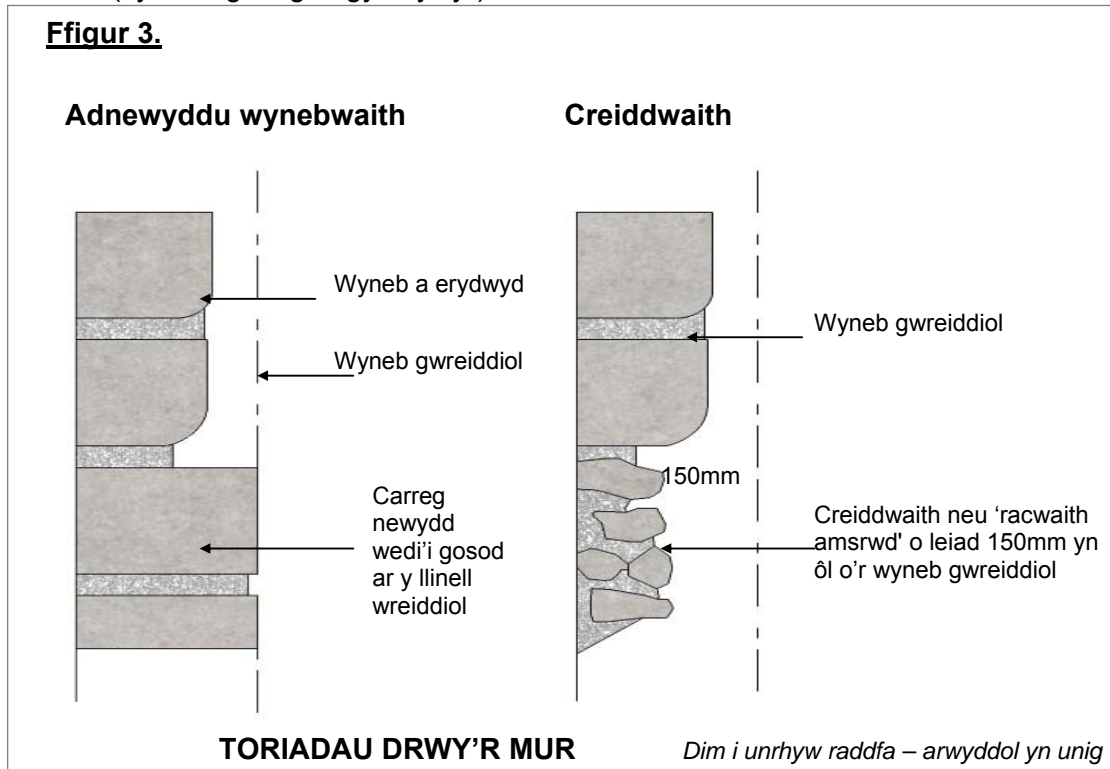 Ffigur 3.
Adnewyddu wynebwaith
Creiddwaith
Wyneb a erydwyd
Wyneb gwreiddiol
Carreg
newydd
wedi'i gosod
ar y llinell
wreiddiol
Wyneb gwreiddiol
150mm
Creiddwaith neu ‘racwaith
amsrwd' o leiad 150mm yn
ôl o’r wyneb gwreiddiol
TORIADAU DRWY’R MUR
Dim i unrhyw raddfa – arwyddol yn unig